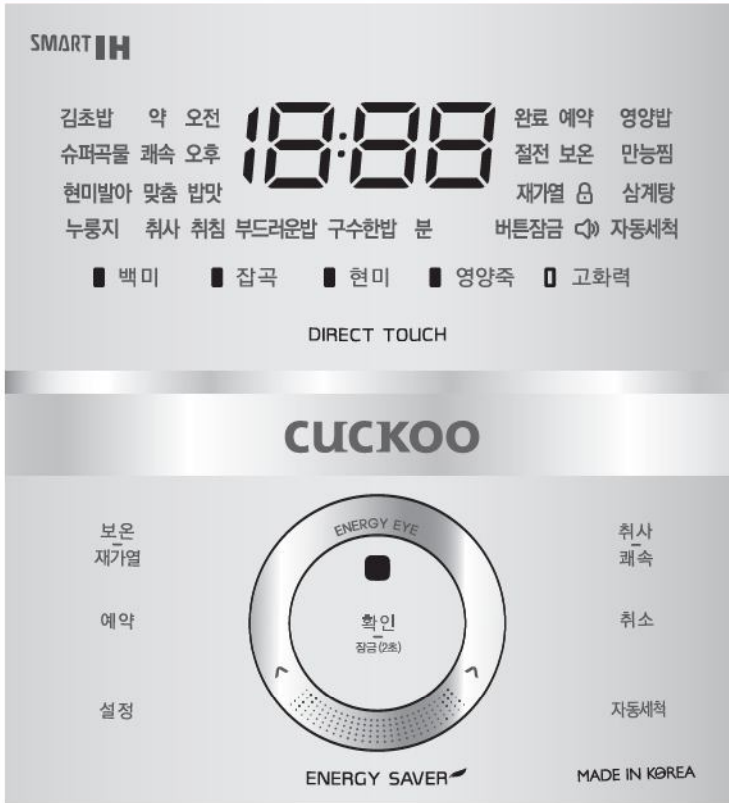 SMART IH
김초밥 약 오전 18:88 완료 예약 영양밥
슈퍼곡물 쾌속 오후 절전 보온 만능찜
현미발아 맞춤 밥맛 재가열 삼계탕
누룽지 취사 취침 부드러운밥 구수한밥 분 버튼잠금 자동세척
백미 잡곡 현미 영양죽 고화력
DIRECT TOUCH
CUCKOO
보온
재가열
예약
설정
ENERGY EYE
확인
잠금(2초)
취사
쾌속
취소
자동세척
ENERGY SAVER
MADE IN KOREA